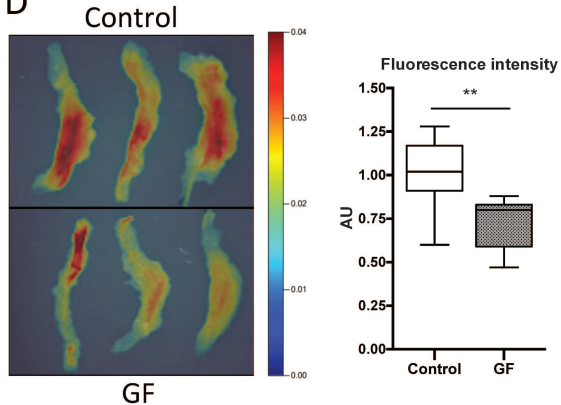 D
Control
0.04
0.03
0.02
0.01
0.00
GF
Fluorescence intensity
**
1.50
1.25
1.00
0.75
0.50
0.25
0.00
AU
Control GF